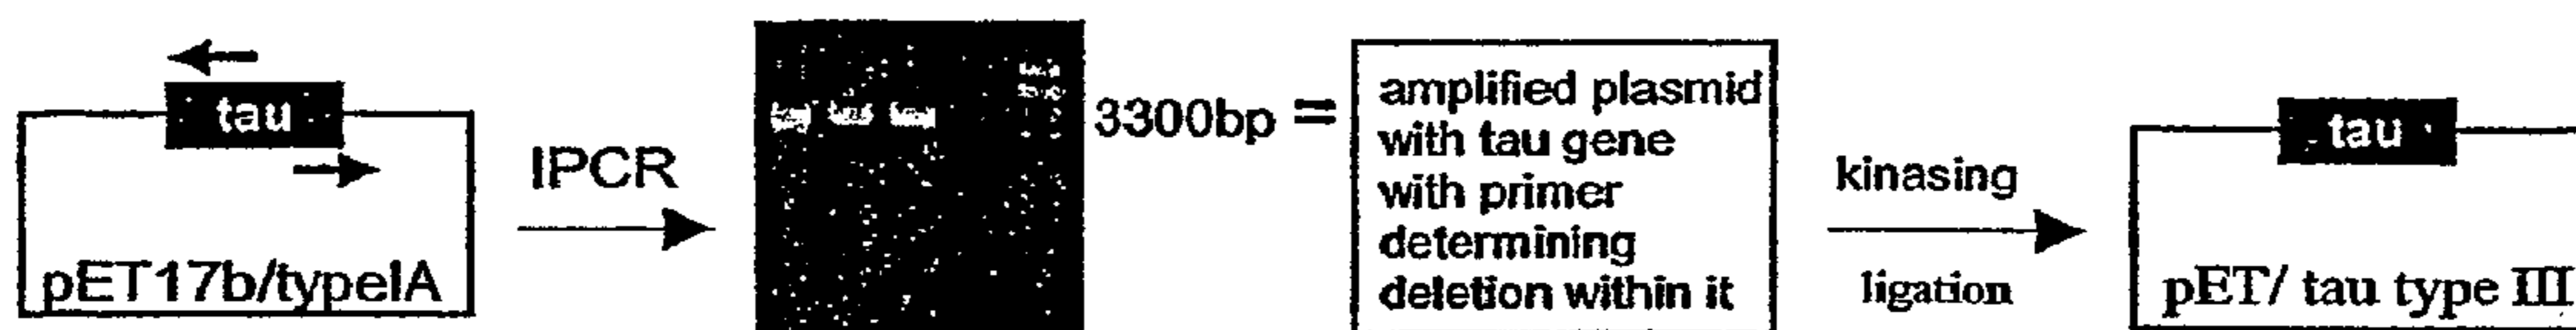 tau
pET17b/typeIA
IPCR
3300bp =
amplified plasmid
with tau gene
with primer
determining
deletion within it
kinasing
ligation
tau
pET/ tau type III